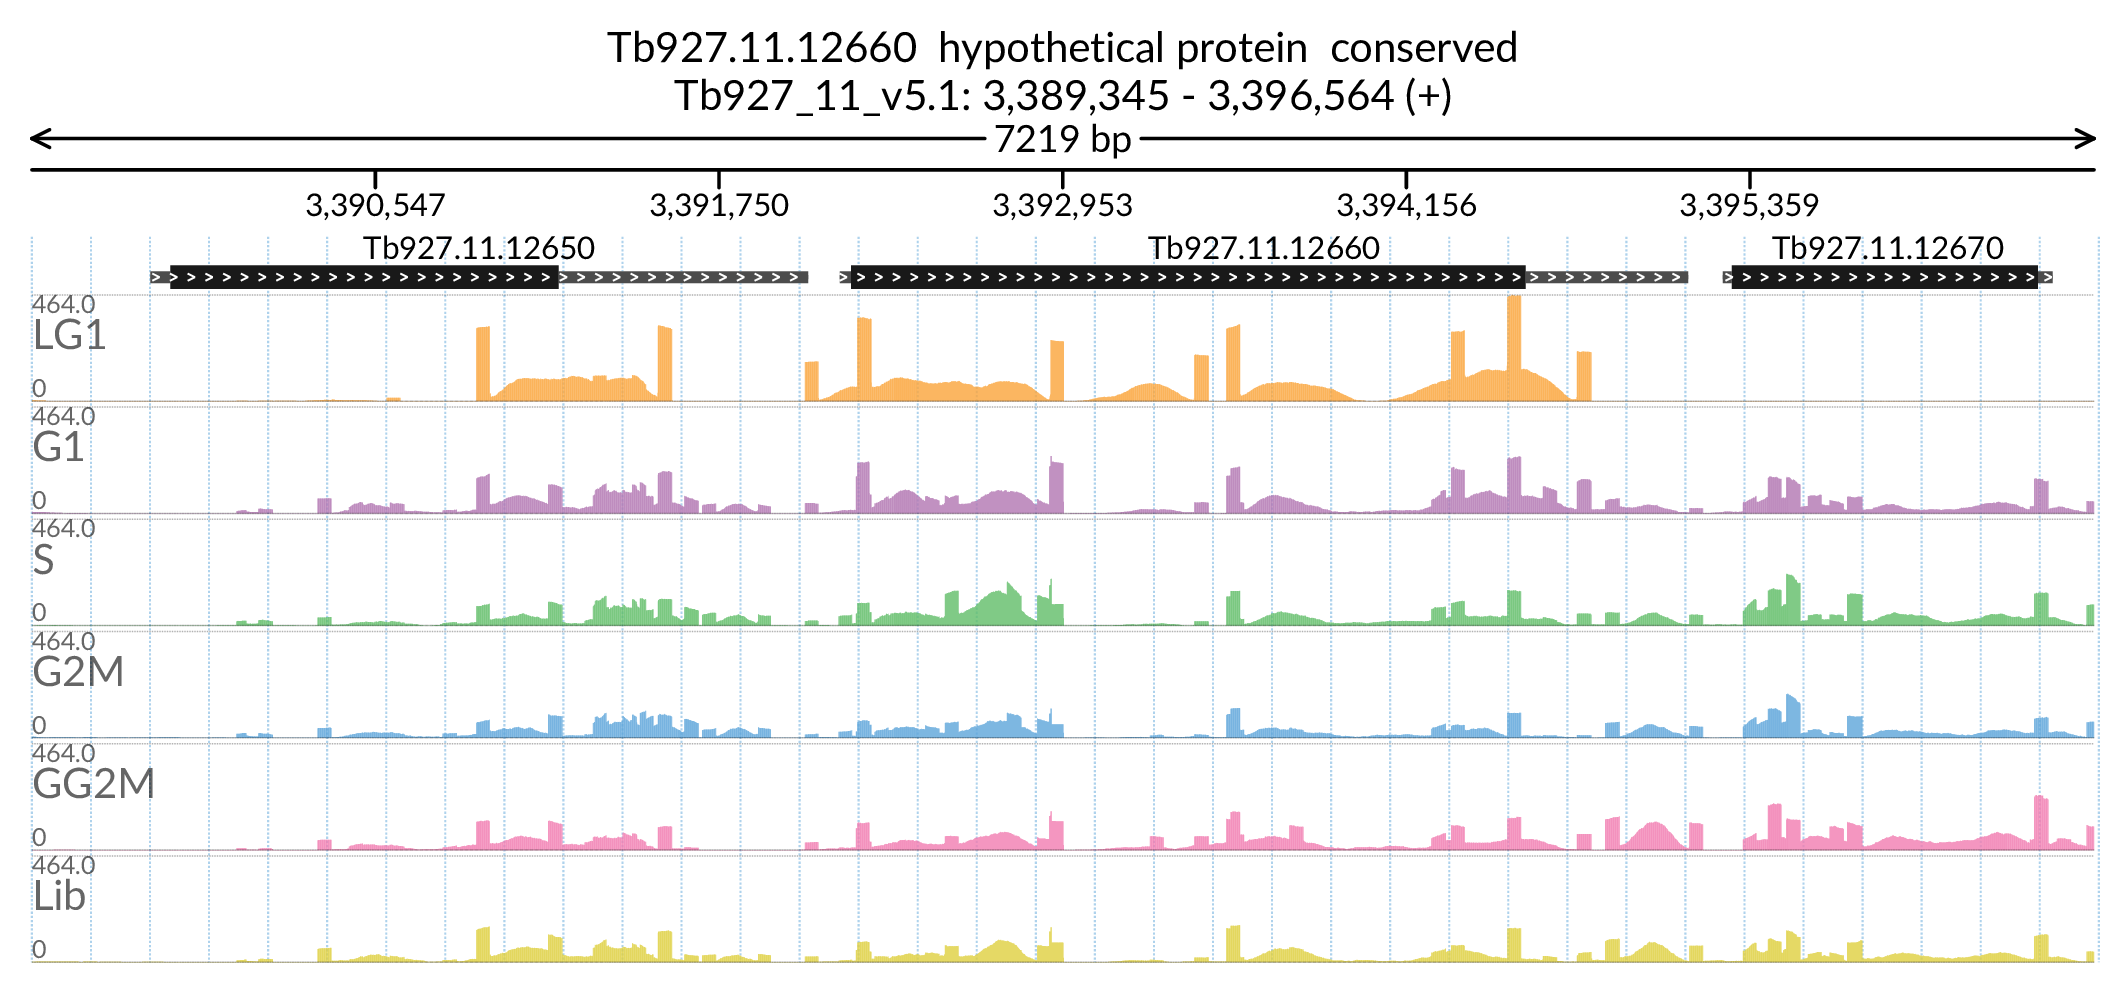 Tb927.11.12660 hypothetical protein conserved
Tb927_11_v5.1: 3,389,345 - 3,396,564 (+)
7219 bp
3,390,547 3,391,750 3,392,953 3,394,156 3,395,359
Tb927.11.12650 Tb927.11.12660 Tb927.11.12670
464.0
LG1
0
464.0
G1
0
464.0
S
0
464.0
G2M
0
464.0
GG2M
0
464.0
Lib
0